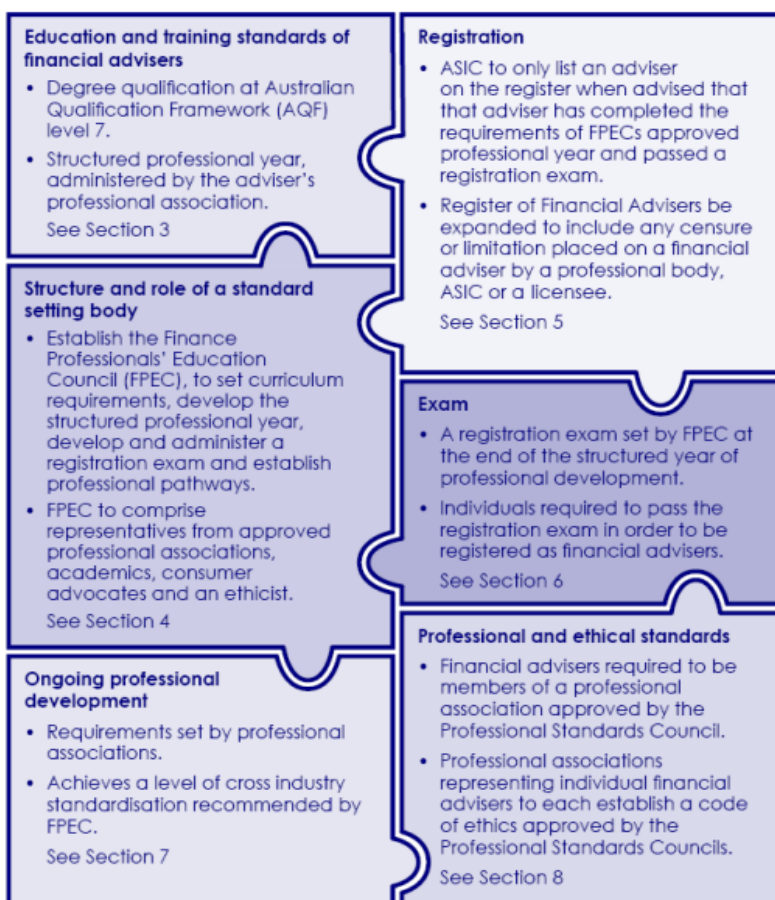 Education and training standards of
financial advisers
• Degree qualification at Australian
Qualification Framework (AQF)
level 7.
• Structured professional year,
administered by the adviser's
professional association.
See Section 3
Structure and role of a standard
setting body
• Establish the Finance
Professionals' Education
Council (FPEC), to set curriculum
requirements, develop the
structured professional year,
develop and administer a
registration exam and establish
professional pathways.
• FPEC to comprise
representatives from approved
professional associations,
academics, consumer
advocates and an ethicist.
See Section 4
Ongoing professional
development
• Requirements set by professional
associations.
• Achieves a level of cross industry
standardisation recommended by
FPEC.
See Section 7
Registration
• ASIC to only list an adviser
on the register when advised that
that adviser has completed the
requirements of FPECs approved
professional year and passed a
registration exam.
• Register of Financial Advisers be
expanded to include any censure
or limitation placed on a financial
adviser by a professional body,
ASIC or a licensee.
See Section 5
Exam
• A registration exam set by FPEC at
the end of the structured year of
professional development.
• Individuals required to pass the
registration exam in order to be
registered as financial advisers.
See Section 6
Professional and ethical standards
• Financial advisers required to be
members of a professional
association approved by the
Professional Standards Council.
• Professional associations
representing individual financial
advisers to each establish a code
of ethics approved by the
Professional Standards Councils.
See Section 8